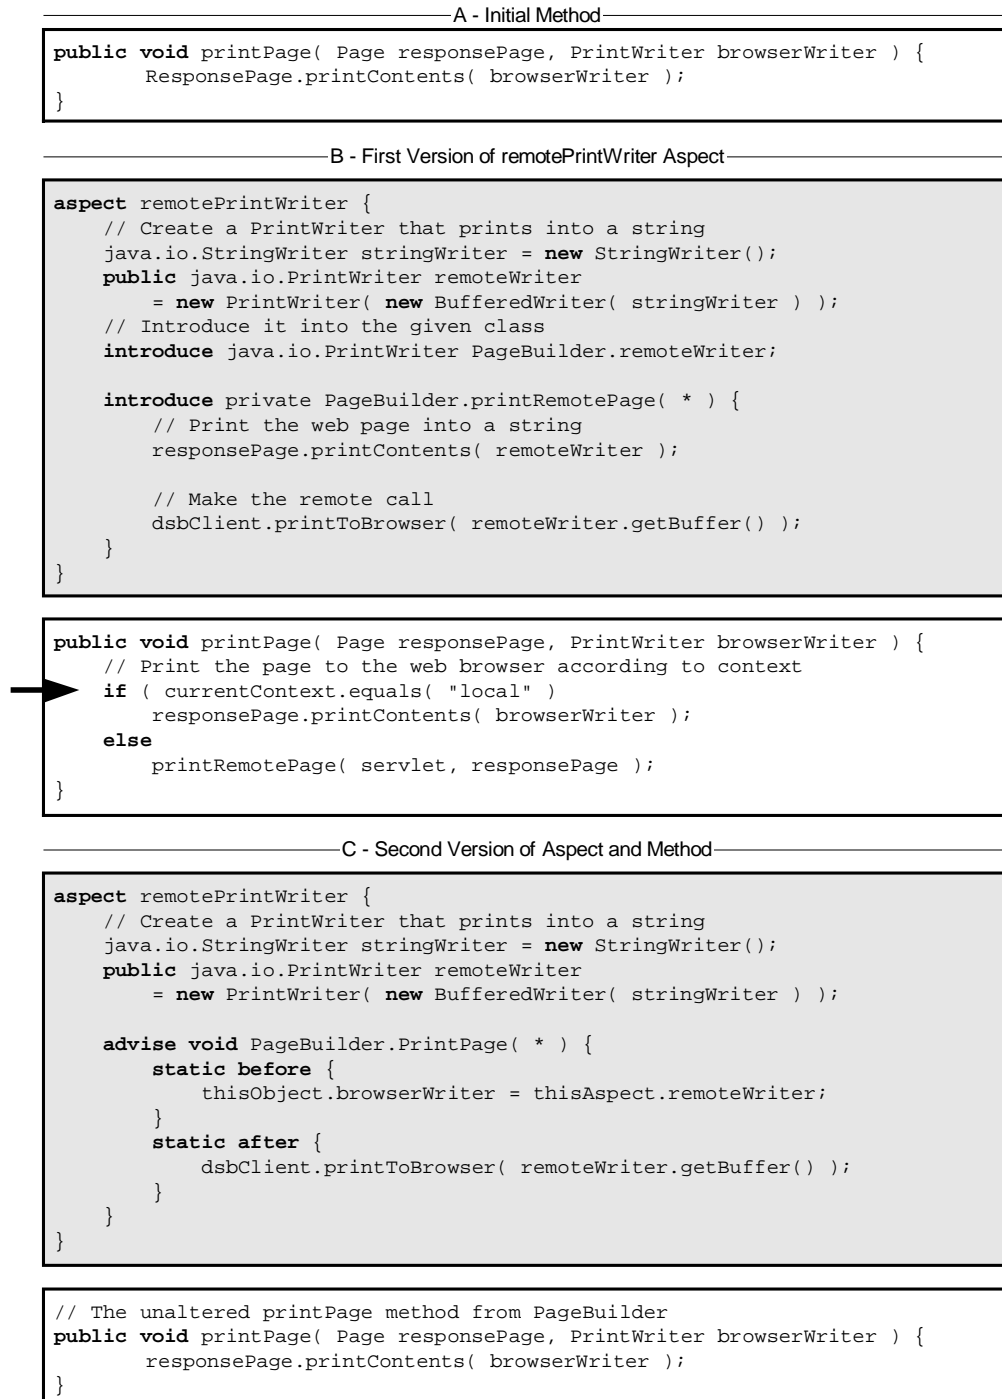 A - Initial Method
public void printPage( Page responsePage, PrintWriter browserWriter ) {
ResponsePage.printContents( browserWriter );
}
B - First Version of remotePrintWriter Aspect
aspect remotePrintWriter {
// Create a PrintWriter that prints into a string
java.io.StringWriter stringWriter = new StringWriter();
public java.io.PrintWriter remoteWriter
= new PrintWriter( new BufferedWriter( stringWriter ) );
// Introduce it into the given class
introduce java.io.PrintWriter PageBuilder.remoteWriter;
introduce private PageBuilder.printRemotePage( * ) {
// Print the web page into a string
responsePage.printContents( remoteWriter );
// Make the remote call
dsbClient.printToBrowser( remoteWriter.getBuffer() );
}
}
public void printPage( Page responsePage, PrintWriter browserWriter ) {
// Print the page to the web browser according to context
if ( currentContext.equals( "local" )
responsePage.printContents( browserWriter );
else
printRemotePage( servlet, responsePage );
}
C - Second Version of Aspect and Method
aspect remotePrintWriter {
// Create a PrintWriter that prints into a string
java.io.StringWriter stringWriter = new StringWriter();
public java.io.PrintWriter remoteWriter
= new PrintWriter( new BufferedWriter( stringWriter ) );
advise void PageBuilder.PrintPage( * ) {
static before {
thisObject.browserWriter = thisAspect.remoteWriter;
}
static after {
dsbClient.printToBrowser( remoteWriter.getBuffer() );
}
}
}
// The unaltered printPage method from PageBuilder
public void printPage( Page responsePage, PrintWriter browserWriter ) {
responsePage.printContents( browserWriter );
}